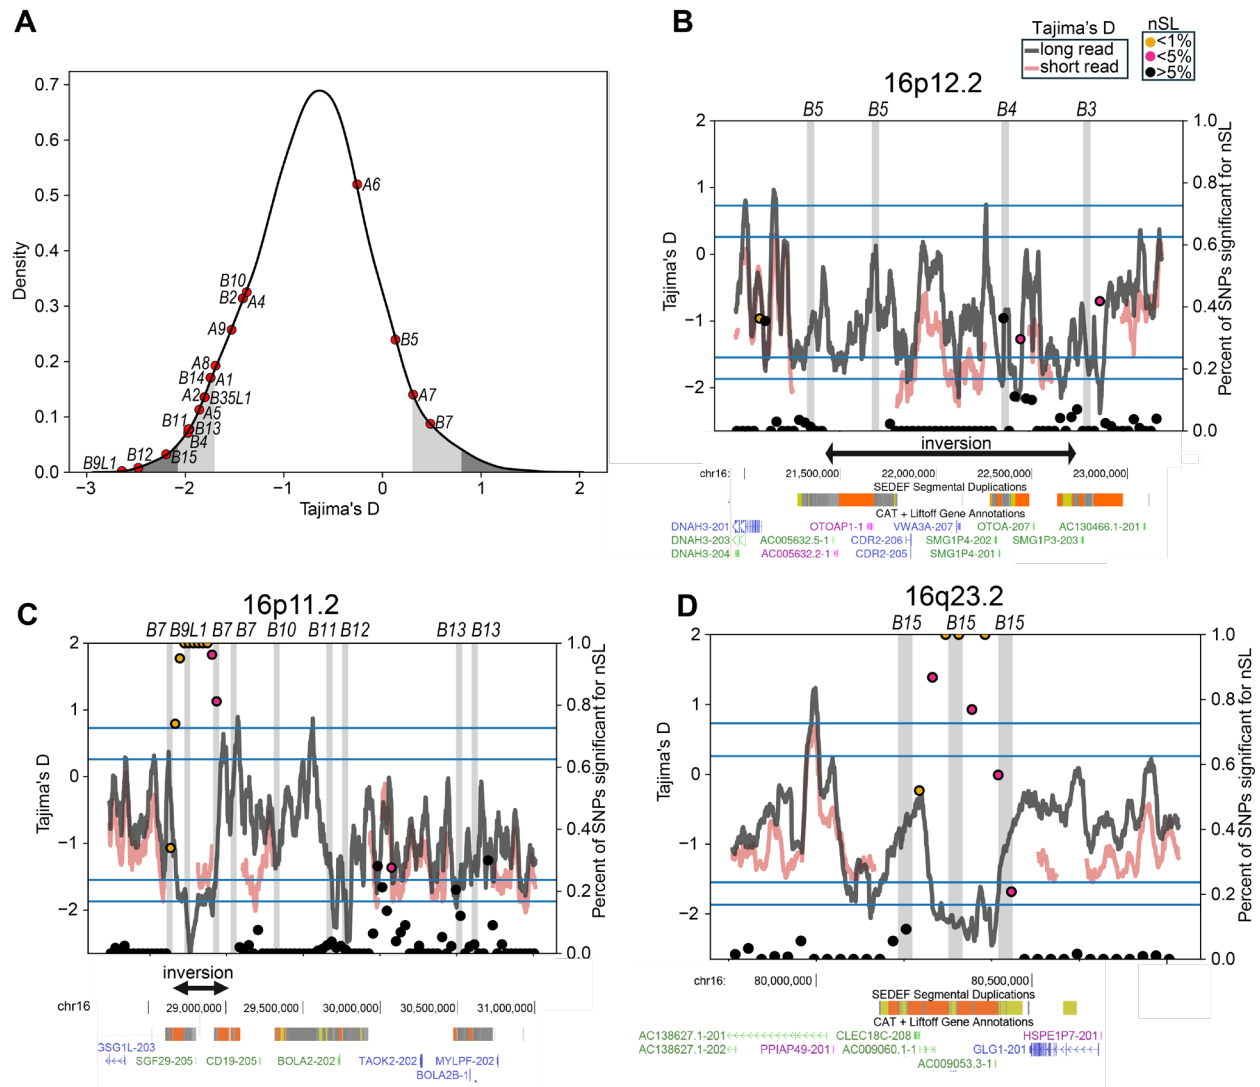 A
0.7
0.6
0.5
0.4
0.3
0.2
0.1
0.0
Density
−3
−2
−1
0
1
2
Tajima's D
A6
B10
B2
A4
A9
B5
A8
B14
A1
A7
A2
B35L1
A5
B7
B11
B13
B4
B12
B15
B9L1
B
Tajima's D
long read
short read
nSL
<1%
<5%
>5%
16p12.2
B5
B5
B4
B3
2
1
0
−1
−2
Tajima's D
1.0
0.8
0.6
0.4
0.2
0.0
Percent of SNPs significant for nSL
inversion
chr16:
21,500,000
22,000,000
22,500,000
23,000,000
SEDEF Segmental Duplications
CAT + Liftoff Gene Annotations
DNAH3-201
OTOAP1-1
VWA3A-207
OTOA-207
AC130466.1-201
DNAH3-203
AC005632.5-1
CDR2-206
SMG1P4-202
SMG1P3-203
DNAH3-204
AC005632.2-1
CDR2-205
SMG1P4-201
C
16p11.2
B7 B9L1 B7 B7 B10 B11 B12 B13 B13
2
1
0
−1
−2
Tajima's D
1.0
0.8
0.6
0.4
0.2
0.0
Percent of SNPs significant for nSL
inversion
chr16
29,000,000
29,500,000
30,000,000
30,500,000
31,000,000
GSG1L-203
SGF29-205
CD19-205
BOLA2-202
TAOK2-202
MYLPF-202
BOLA2B-1
D
16q23.2
B15
B15
B15
2
1
0
−1
−2
Tajima's D
1.0
0.8
0.6
0.4
0.2
0.0
Percent of SNPs significant for nSL
chr16:
80,000,000
80,500,000
SEDEF Segmental Duplications
CAT + Liftoff Gene Annotations
AC138627.1-201
CLEC18C-208
HSPE1P7-201
AC138627.1-202
PPIAP49-201
AC009060.1-1
GLG1-201
AC009053.3-1